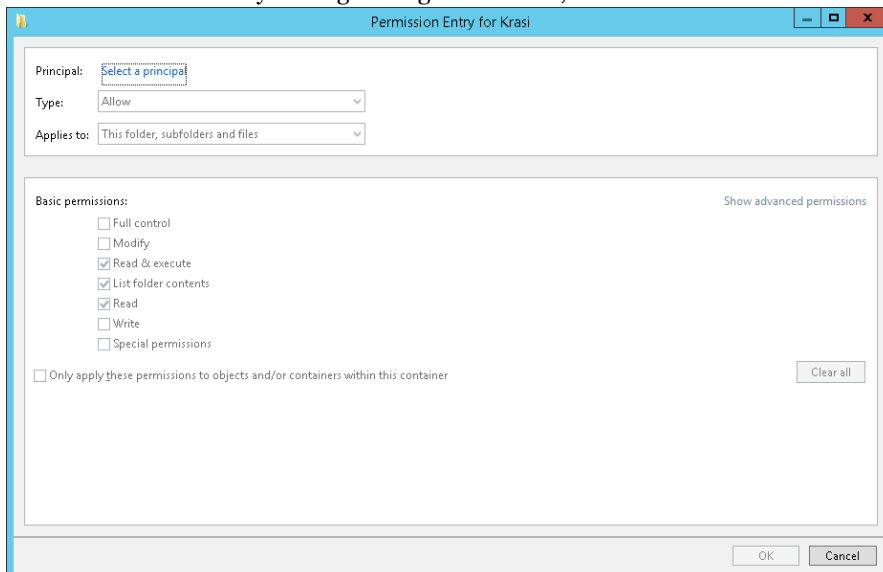 Permission Entry for Krasi
Principal: Select a principal
Type: Allow
Applies to: This folder, subfolders and files
Basic permissions: Show advanced permissions
Full control
Modify
Read & execute
List folder contents
Read
Write
Special permissions
Only apply these permissions to objects and/or containers within this container Clear all
OK Cancel